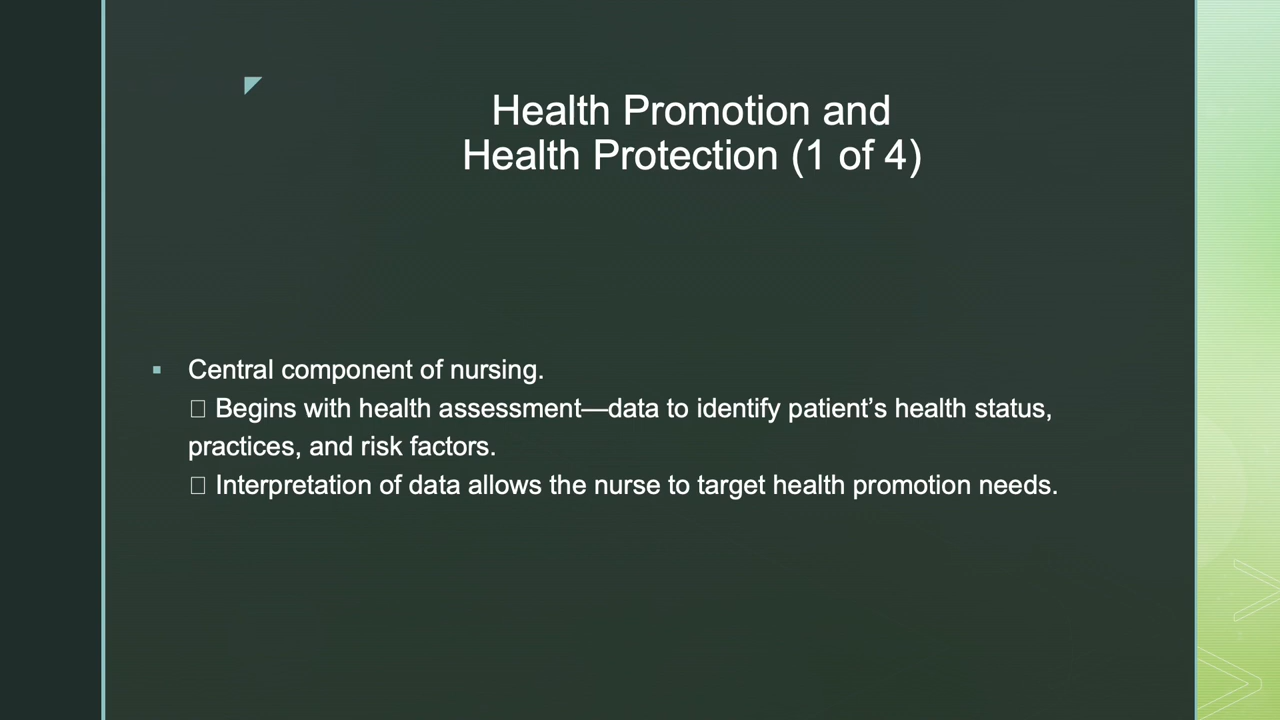 Health Promotion and
Health Protection (1 of 4)
▪ Central component of nursing.
□ Begins with health assessment—data to identify patient’s health status,
practices, and risk factors.
□ Interpretation of data allows the nurse to target health promotion needs.